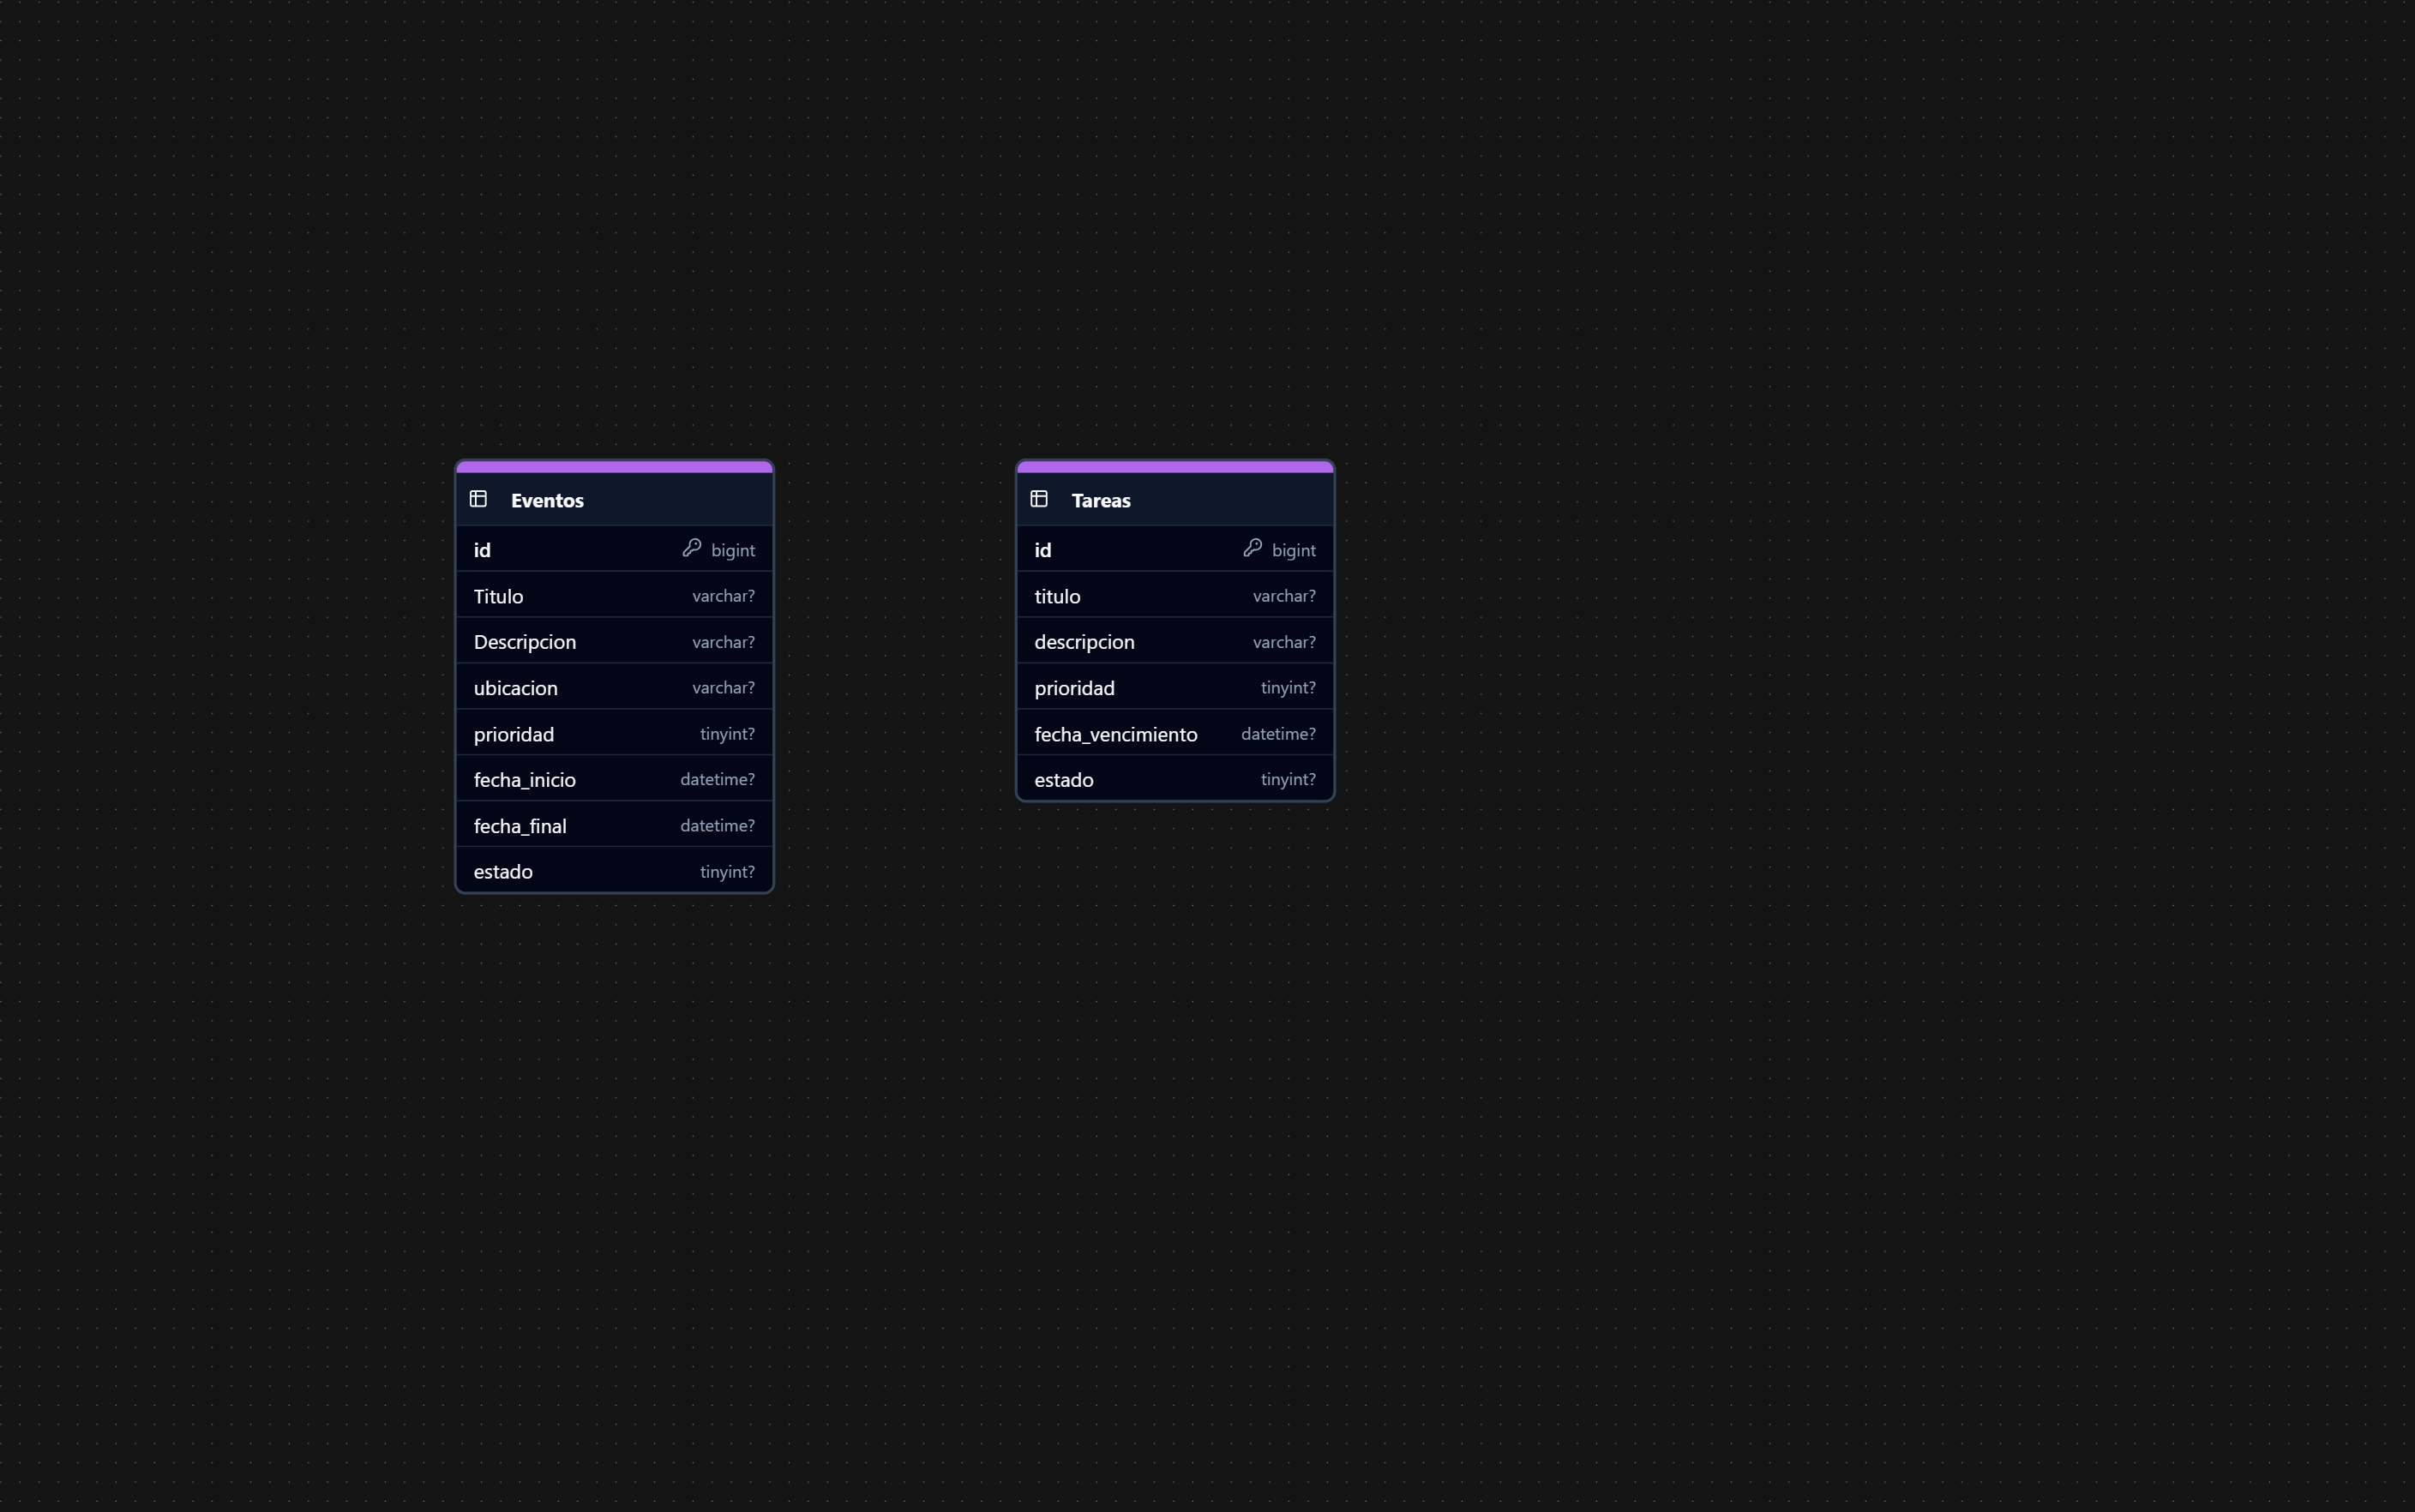 Eventos
id bigint
Titulo varchar?
Descripcion varchar?
ubicacion varchar?
prioridad tinyint?
fecha_inicio datetime?
fecha_final datetime?
estado tinyint?
Tareas
id bigint
titulo varchar?
descripcion varchar?
prioridad tinyint?
fecha_vencimiento datetime?
estado tinyint?